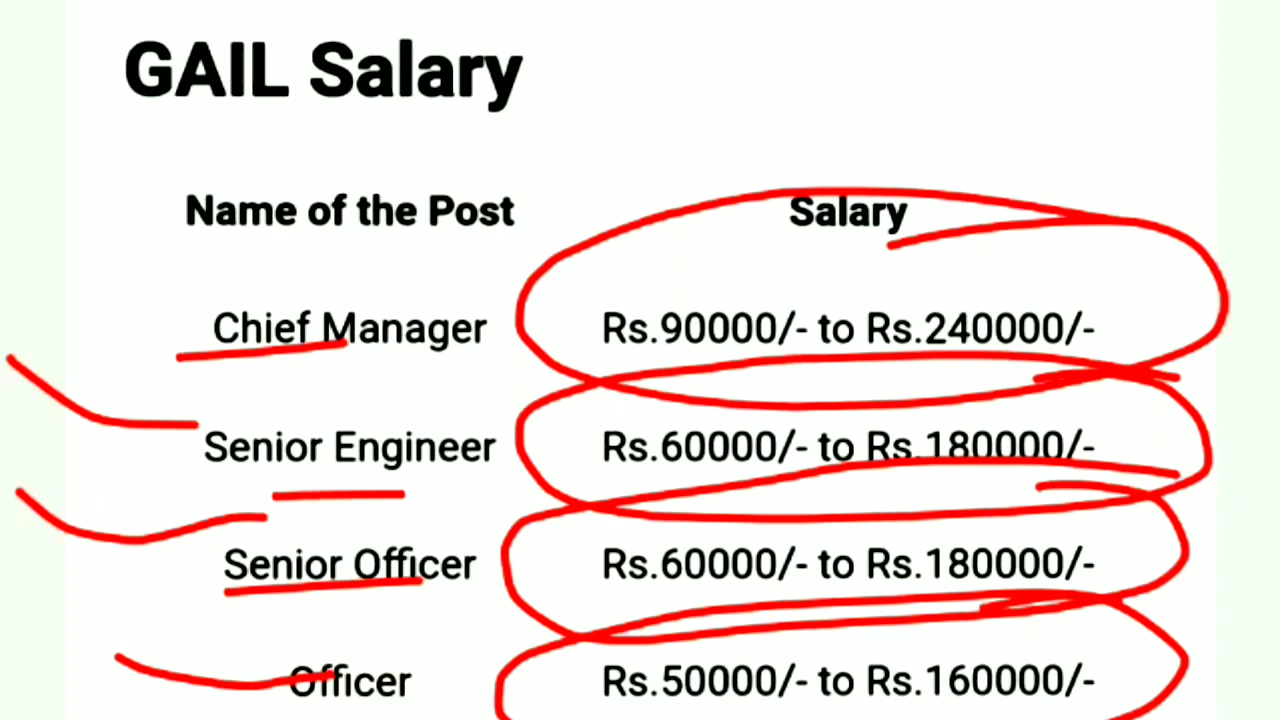 GAIL Salary
Name of the Post Salary
Chief Manager Rs.90000/- to Rs.240000/-
Senior Engineer Rs.60000/- to Rs.180000/-
Senior Officer Rs.60000/- to Rs.180000/-
Officer Rs.50000/- to Rs.160000/-